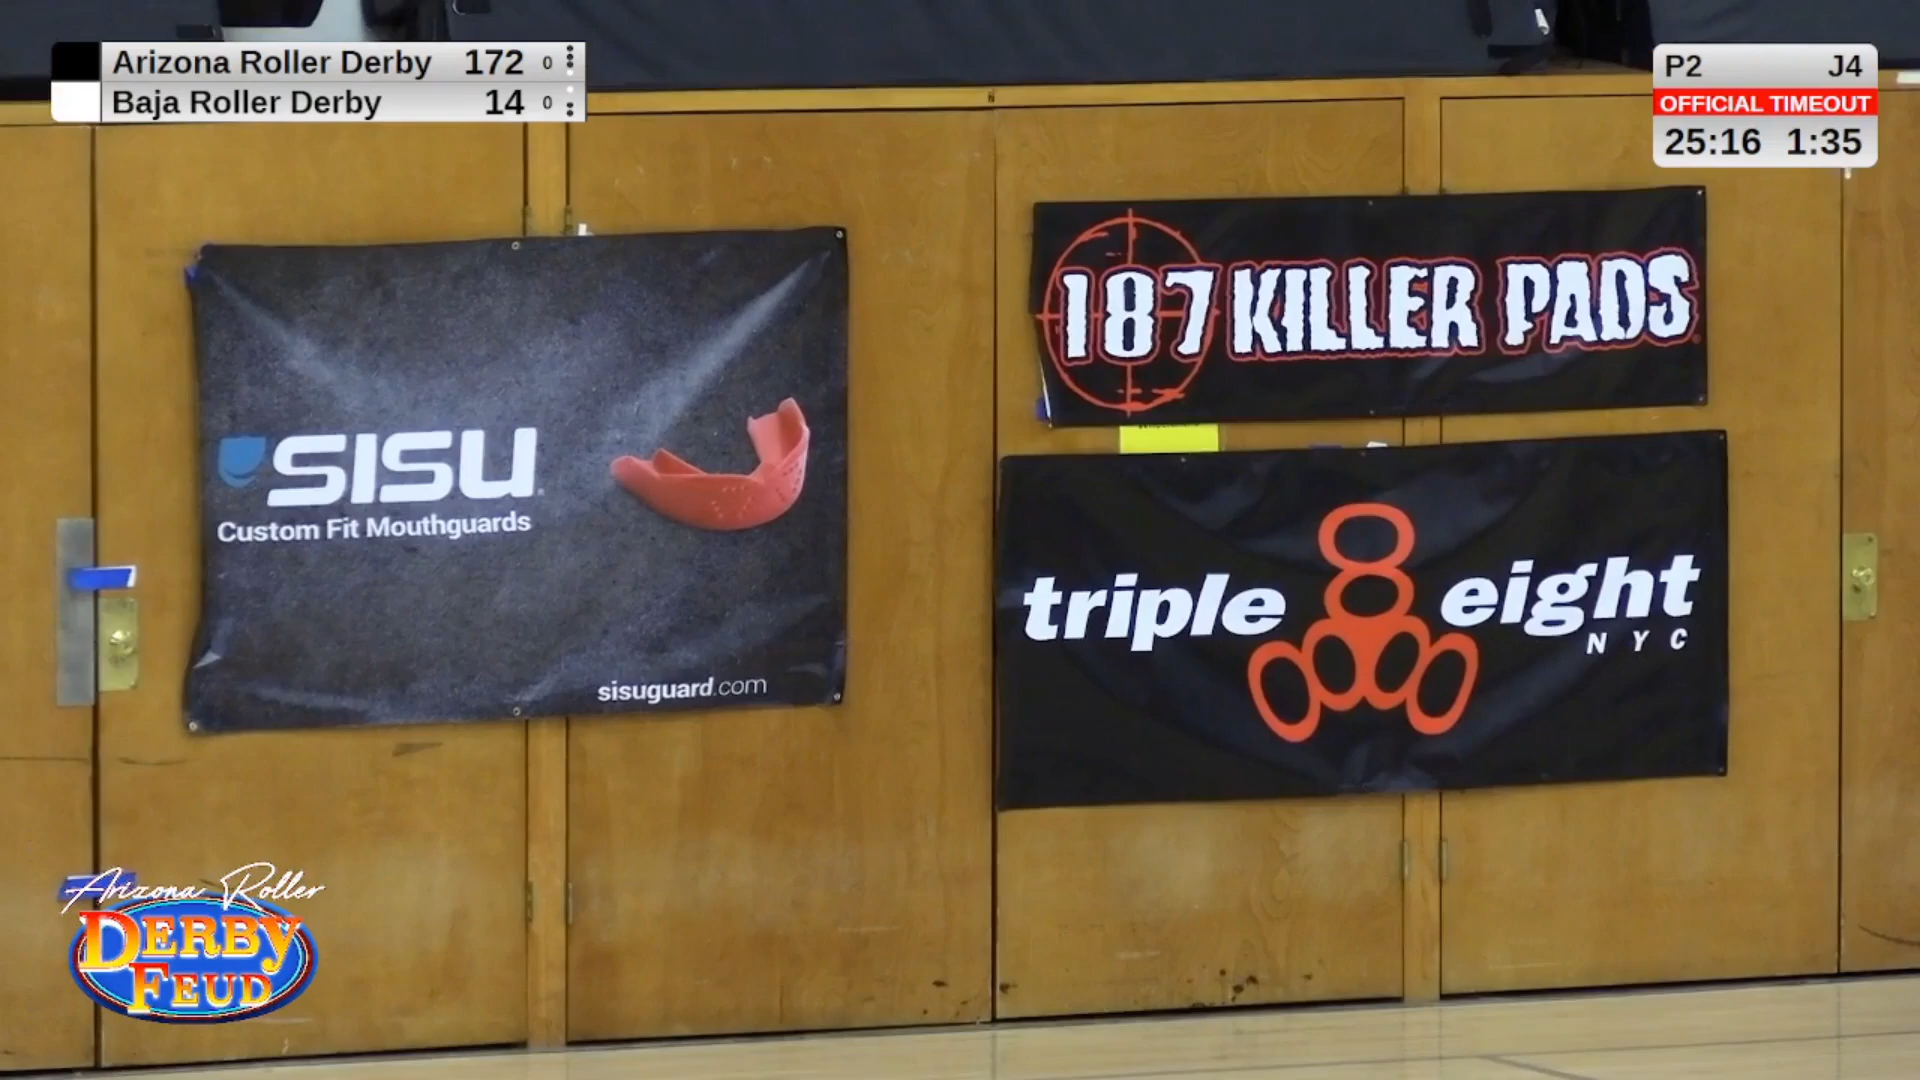 Arizona Roller Derby 172 0
Baja Roller Derby 14 0
P2 J4
OFFICIAL TIMEOUT
25:16 1:35
187 KILLER PADS
SISU
Custom Fit Mouthguards
sisuguard.com
triple eight
NYC
Arizona Roller
DERBY
FEUD